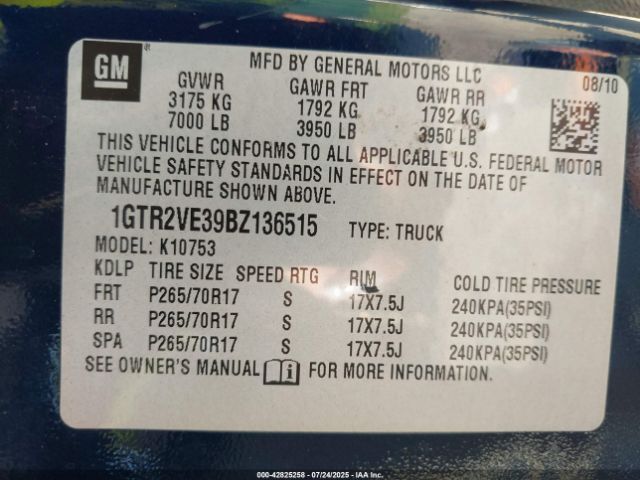 GM
MFD BY GENERAL MOTORS LLC
08/10
GVWR GAWR FRT GAWR RR
3175 KG 1792 KG 1792 KG
7000 LB 3950 LB 3950 LB
THIS VEHICLE CONFORMS TO ALL APPLICABLE U.S. FEDERAL MOTOR
VEHICLE SAFETY STANDARDS IN EFFECT ON THE DATE OF
MANUFACTURE SHOWN ABOVE.
1GTR2VE39BZ136515 TYPE: TRUCK
MODEL: K10753
KDLP TIRE SIZE SPEED RTG RIM COLD TIRE PRESSURE
FRT P265/70R17 S 17X7.5J 240KPA(35PSI)
RR P265/70R17 S 17X7.5J 240KPA(35PSI)
SPA P265/70R17 S 17X7.5J 240KPA(35PSI)
SEE OWNER'S MANUAL i FOR MORE INFORMATION.
000-42825258 - 07/24/2025 - IAAI.com